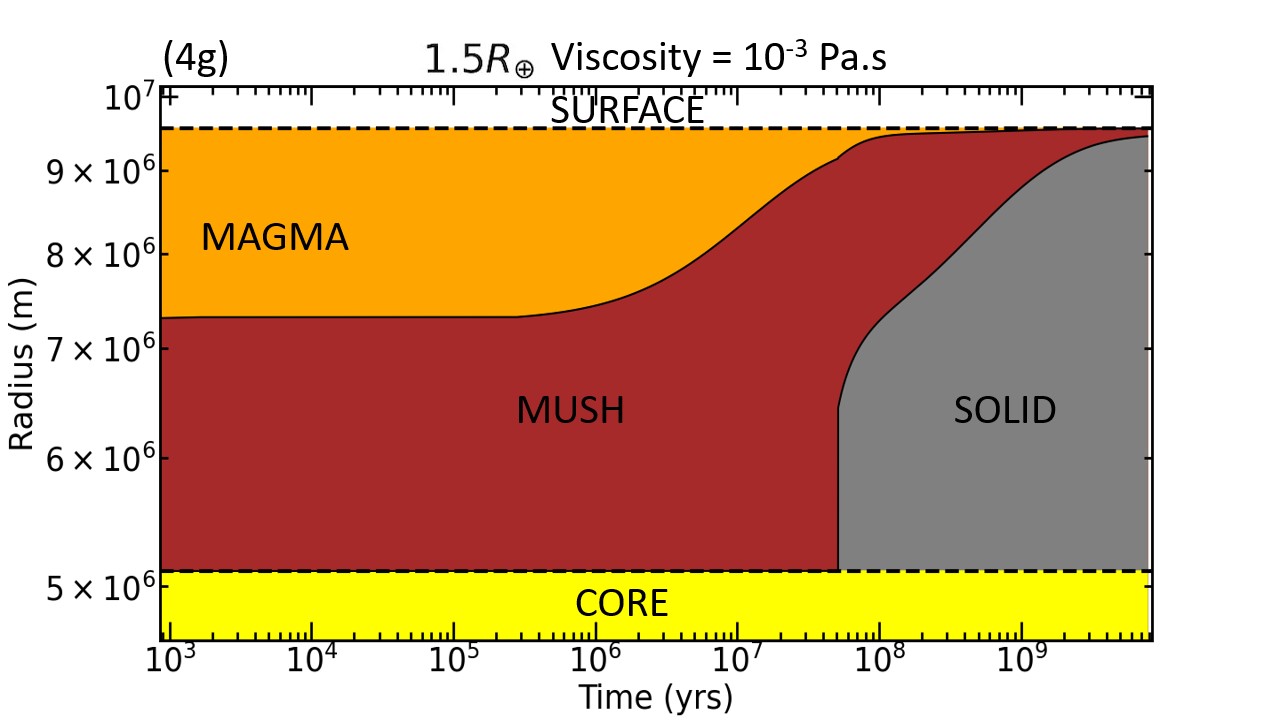 (4g) 1.5R⊕ Viscosity = 10⁻³ Pa.s
10⁷
SURFACE
9 × 10⁶
MAGMA
8 × 10⁶
7 × 10⁶
MUSH
SOLID
6 × 10⁶
5 × 10⁶
CORE
Radius (m)
10³ 10⁴ 10⁵ 10⁶ 10⁷ 10⁸ 10⁹
Time (yrs)